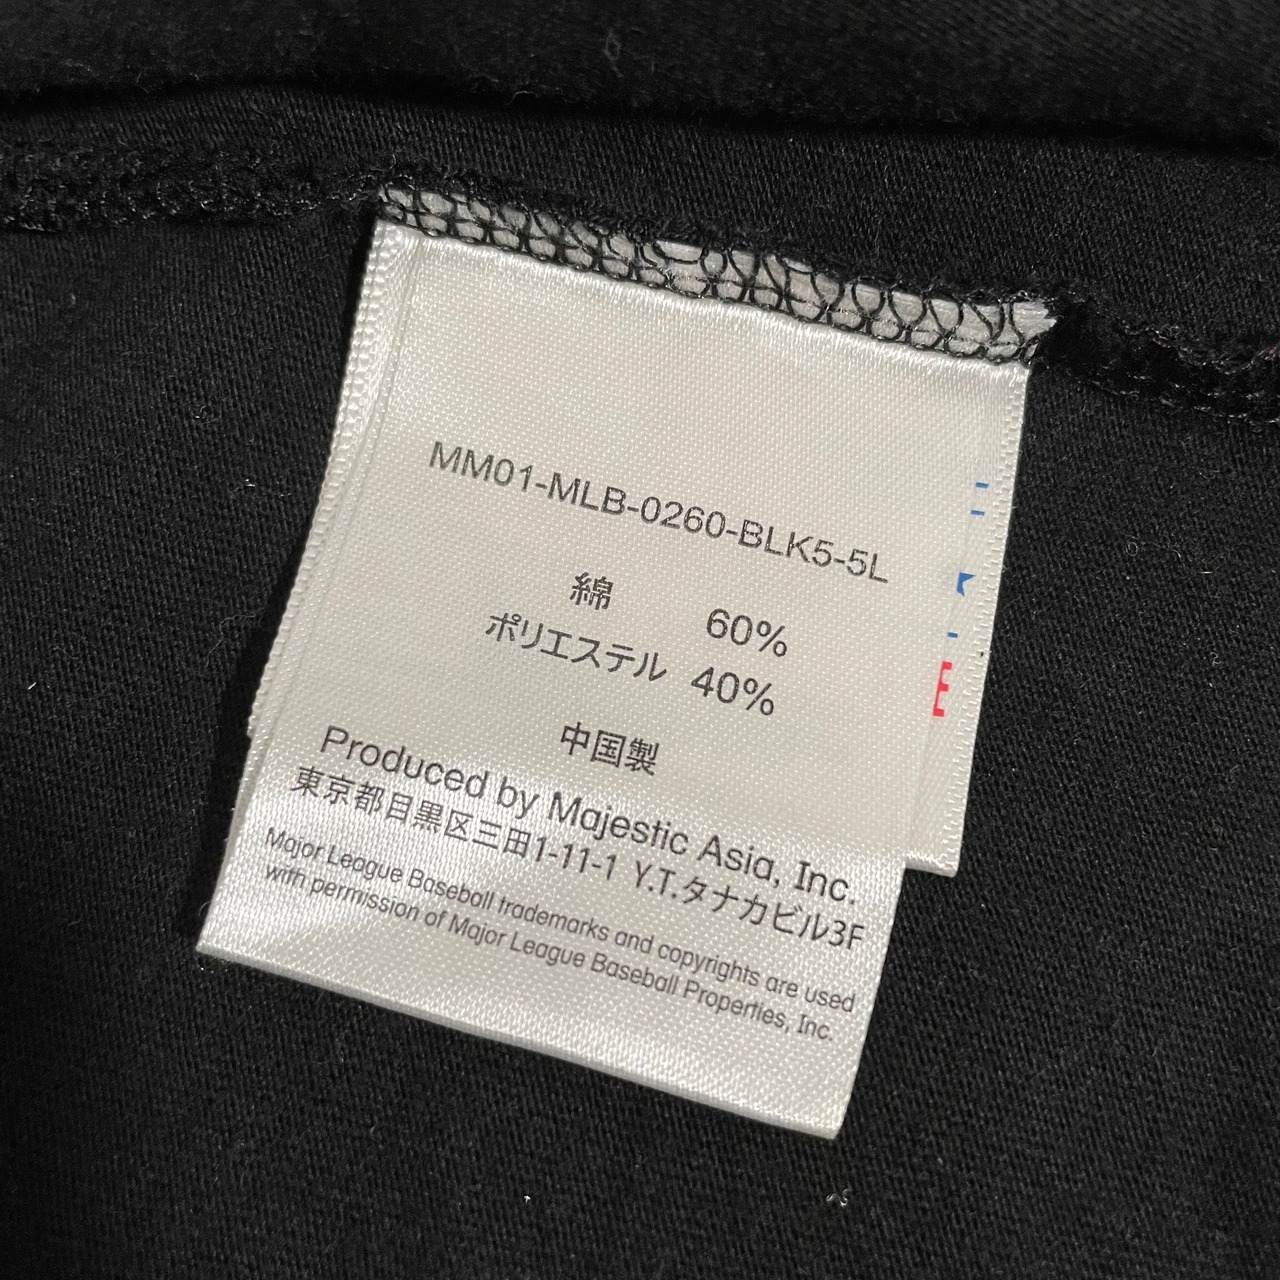 MM01-MLB-0260-BLK5-5L
綿 60%
ポリエステル 40%
中国製
Produced by Majestic Asia, Inc.
東京都目黒区三田1-11-1 Y.T.タナカビル3F
Major League Baseball trademarks and copyrights are used
with permission of Major League Baseball Properties, Inc.